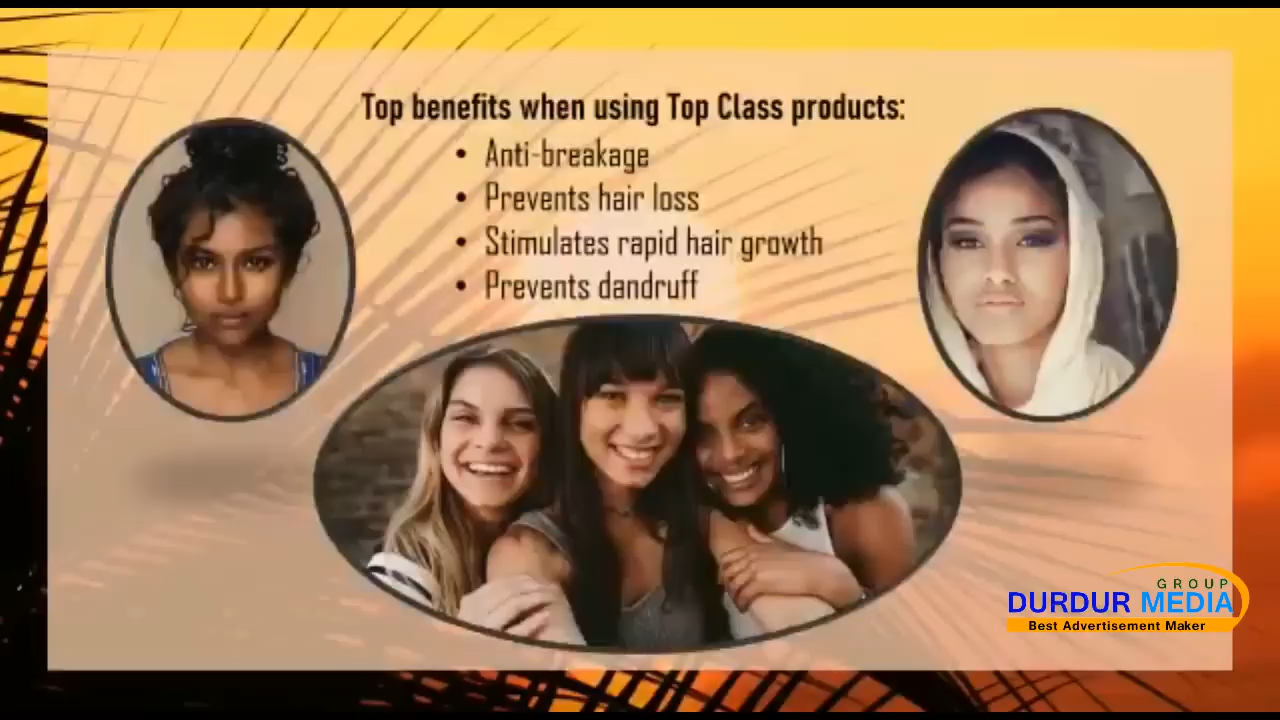 Top benefits when using Top Class products:
• Anti-breakage
• Prevents hair loss
• Stimulates rapid hair growth
• Prevents dandruff
GROUP
DURDUR MEDIA
Best Advertisement Maker